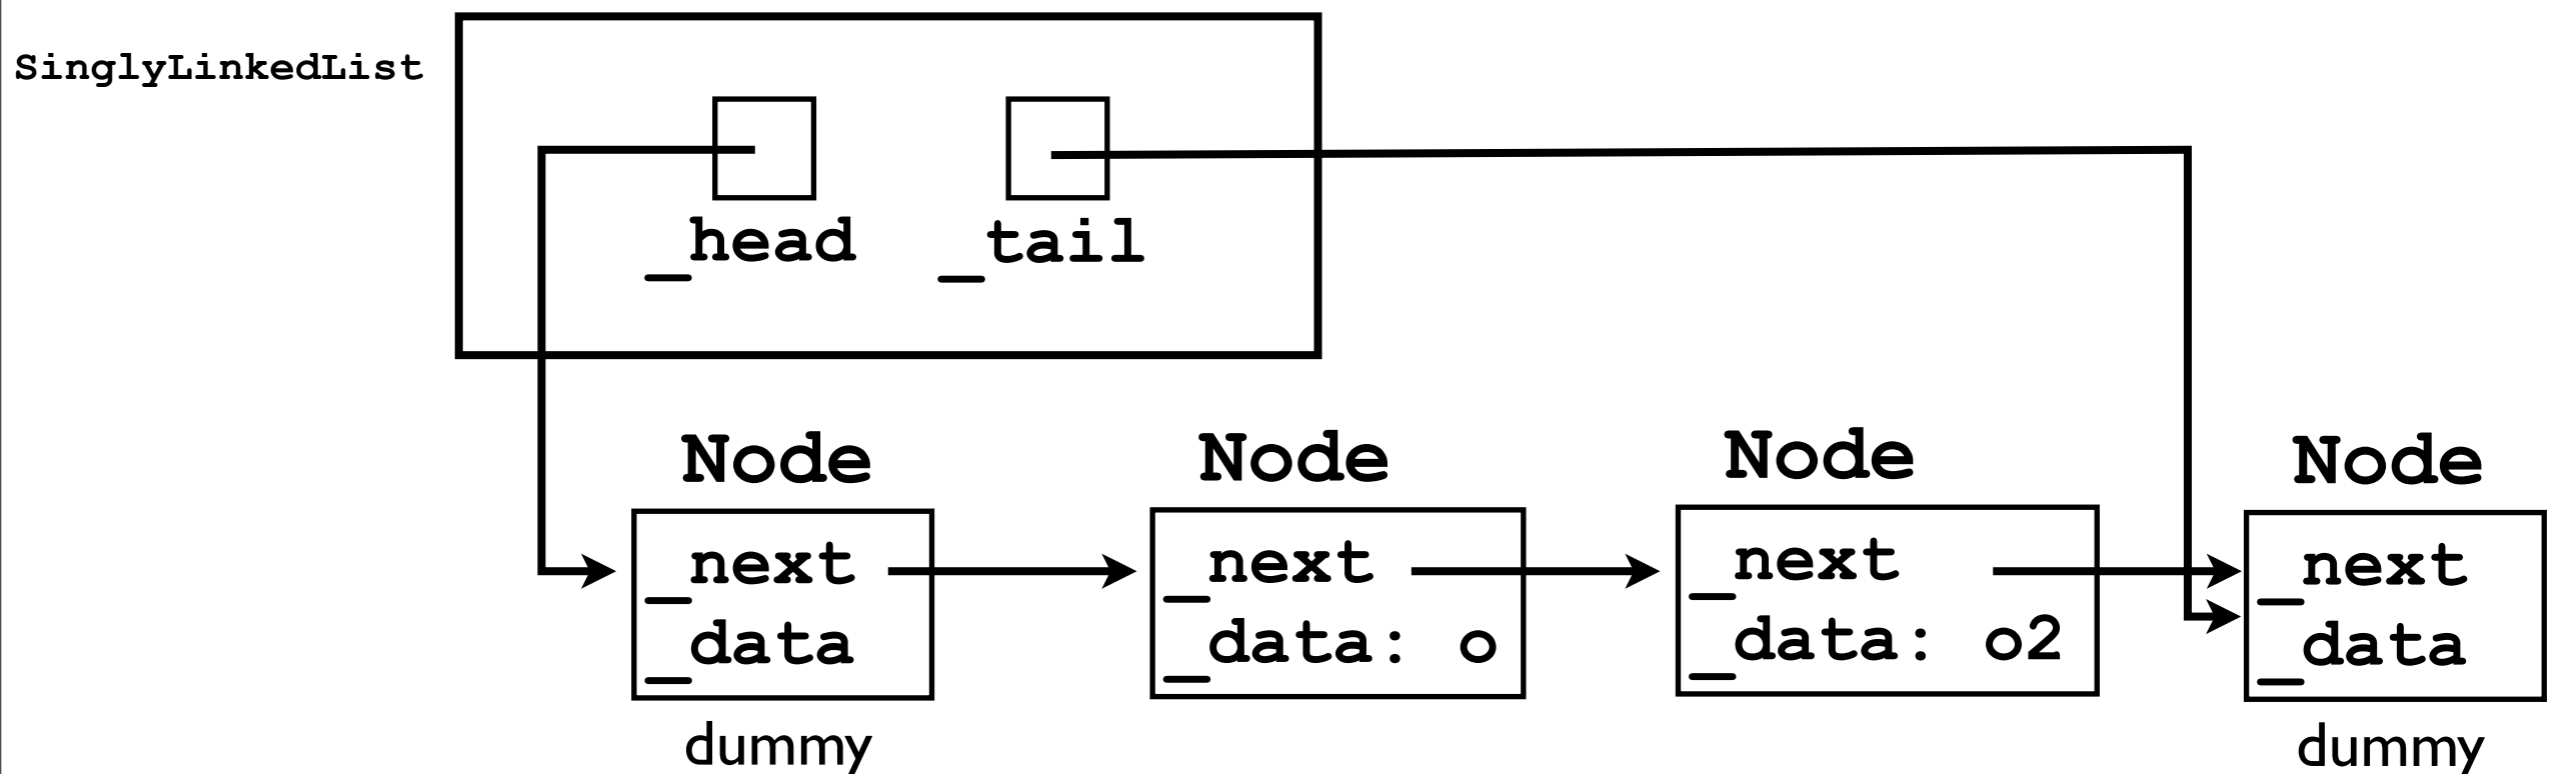 SinglyLinkedList
_head
_tail
Node
_next
_data
dummy
Node
_next
_data: o
Node
_next
_data: o2
Node
_next
_data
dummy